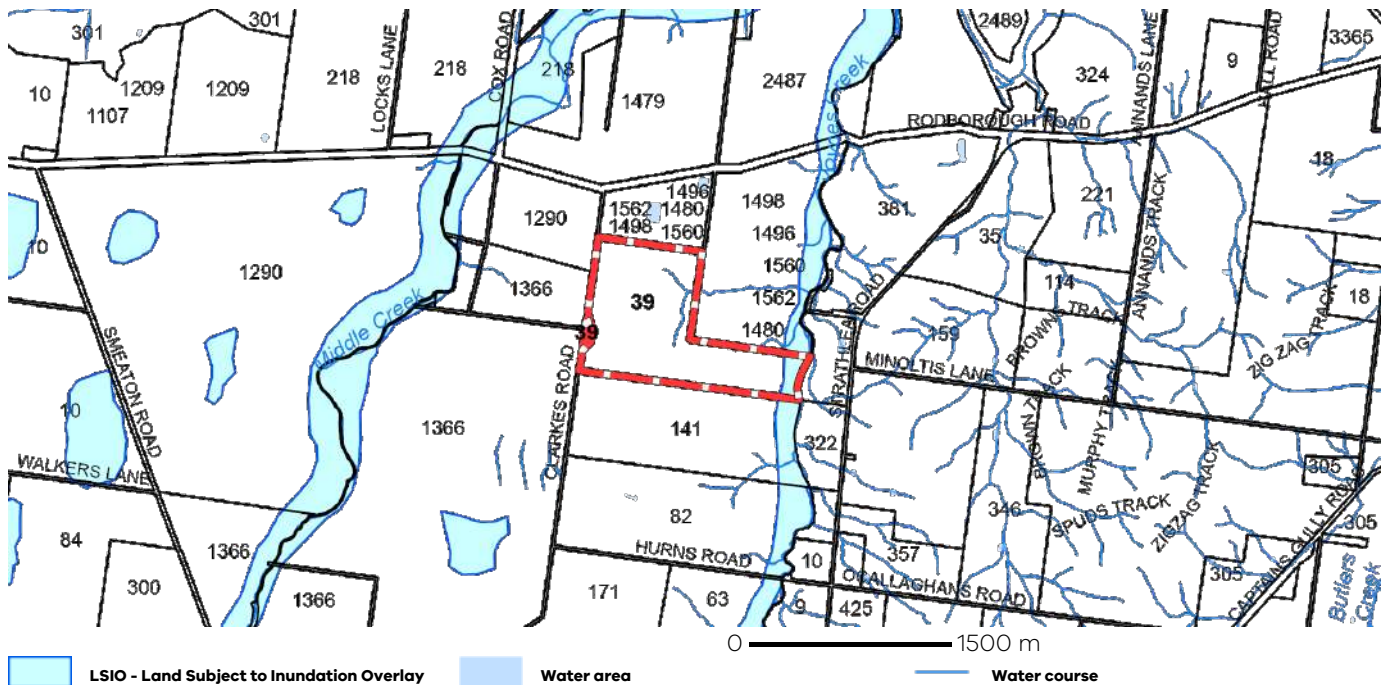 301
301
2489
3365
9
324
ANNANDS LANE
HALL ROAD
218
218
218
COX ROAD
LOCKS LANE
1209
1209
10
1107
1479
2487
RODBOROUGH ROAD
18
1496
1562
1480
1498
1560
1290
1498
1496
1560
1562
1480
381
35
221
ANNANDS TRACK
10
1290
1366
39
39
114
BROWNS TRACK
18
ZIG ZAG TRACK
Middle Creek
STRATHLEA ROAD
159
MINOLTIS LANE
SMEATON ROAD
10
1366
CLARKES ROAD
141
322
BROWN TRACK
MURPHY TRACK
WALKERS LANE
305
346
SPUDS TRACK
ZIGZAG TRACK
CAPTAINS GULLY ROAD
305
84
1366
82
357
HURNS ROAD
10
OCALLAGHANS ROAD
305
Butlers
Creek
300
1366
171
63
9
425
0 1500 m
LSIO - Land Subject to Inundation Overlay Water area Water course